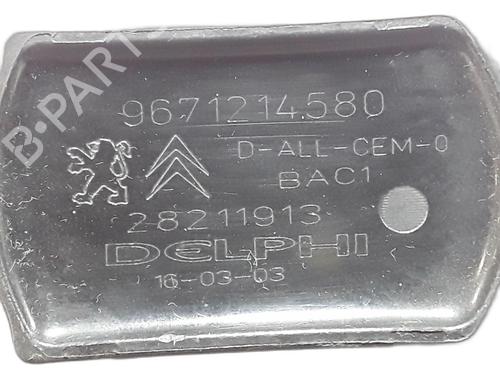 B-PARTS
9671214580
D-ALL-CEM-0
BAC1
28211913
DELPHI
16-03-03